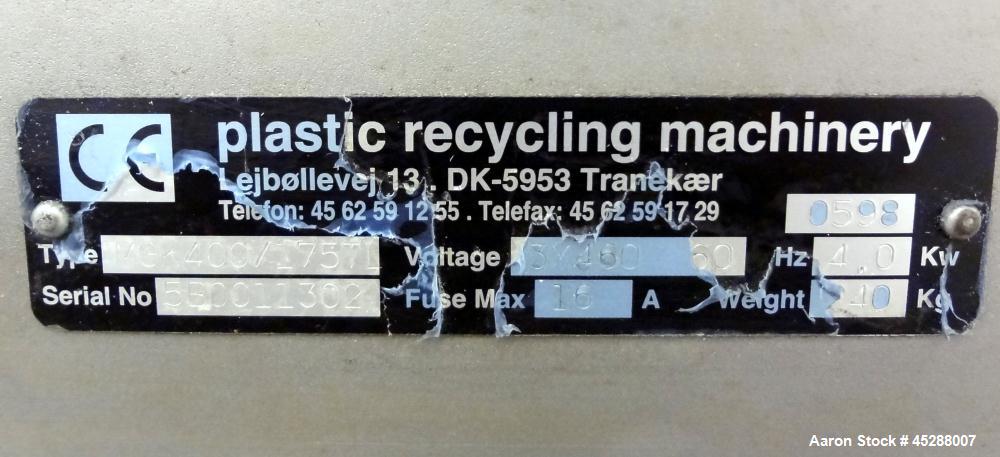 CE plastic recycling machinery
Lejbøllevej 13 . DK-5953 Tranekær
Telefon: 45 62 59 12 55 . Telefax: 45 62 59 17 29
0598
Type Voltage 60 Hz 4.0 Kw
Serial No Fuse Max 16 A Weight Kg
Aaron Stock # 45288007